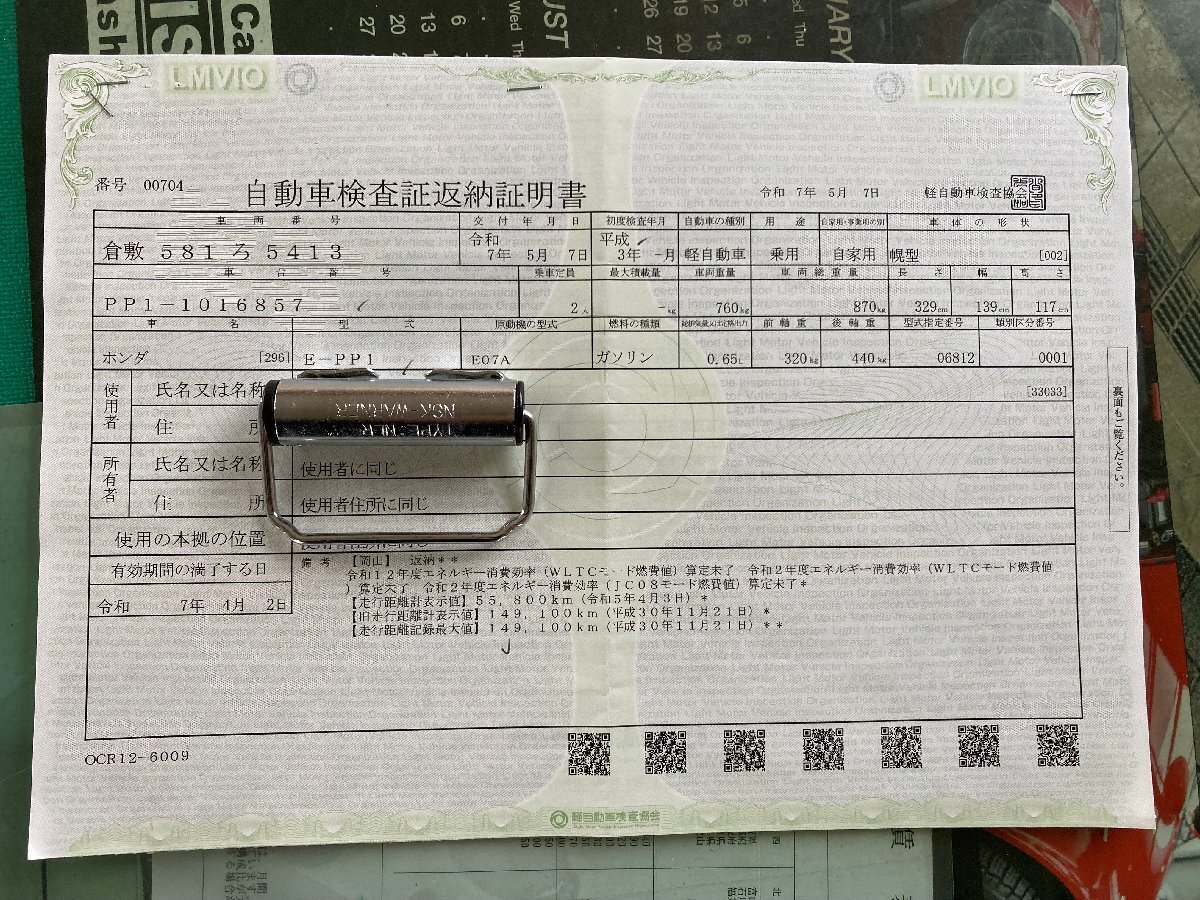 LMVIO
LMVIO
番号 00704
自動車検査証返納証明書
令和 7年 5月 7日
軽自動車検査協
車両番号 交付年月日 初度検査年月 自動車の種別 用途 自家用・事業用の別 車体の形状
倉敷 581 ろ 5413 令和 7年 5月 7日 平成 3年 -月 軽自動車 乗用 自家用 幌型 [002]
車台番号 乗車定員 最大積載量 車両重量 車両総重量 長さ 幅 高さ
PP1-1016857 2人 -kg 760kg 870kg 329cm 139cm 117cm
車名 型式 原動機の型式 燃料の種類 総排気量又は定格出力 前軸重 後軸重 型式指定番号 類別区分番号
ホンダ [296] E-PP1 E07A ガソリン 0.65L 320kg 440kg 06812 0001
使用者 氏名又は名称 [33033]
住所
所有者 氏名又は名称 使用者に同じ
住所 使用者住所に同じ
使用の本拠の位置
有効期間の満了する日
令和 7年 4月 2日
備考 【岡山】 返納**
令和12年度エネルギー消費効率（WLTCモード燃費値）算定未了 令和2年度エネルギー消費効率（WLTCモード燃費値
）算定未了 令和2年度エネルギー消費効率（JC08モード燃費値）算定未了*
【走行距離計表示値】55,800km（令和5年4月3日）*
【旧走行距離計表示値】149,100km（平成30年11月21日）*
【走行距離記録最大値】149,100km（平成30年11月21日）**
裏面もご覧ください。
OCR12-6009
軽自動車検査協会
Light Motor Vehicle Inspection Organization
TYPE NLR
NSK-WARNER